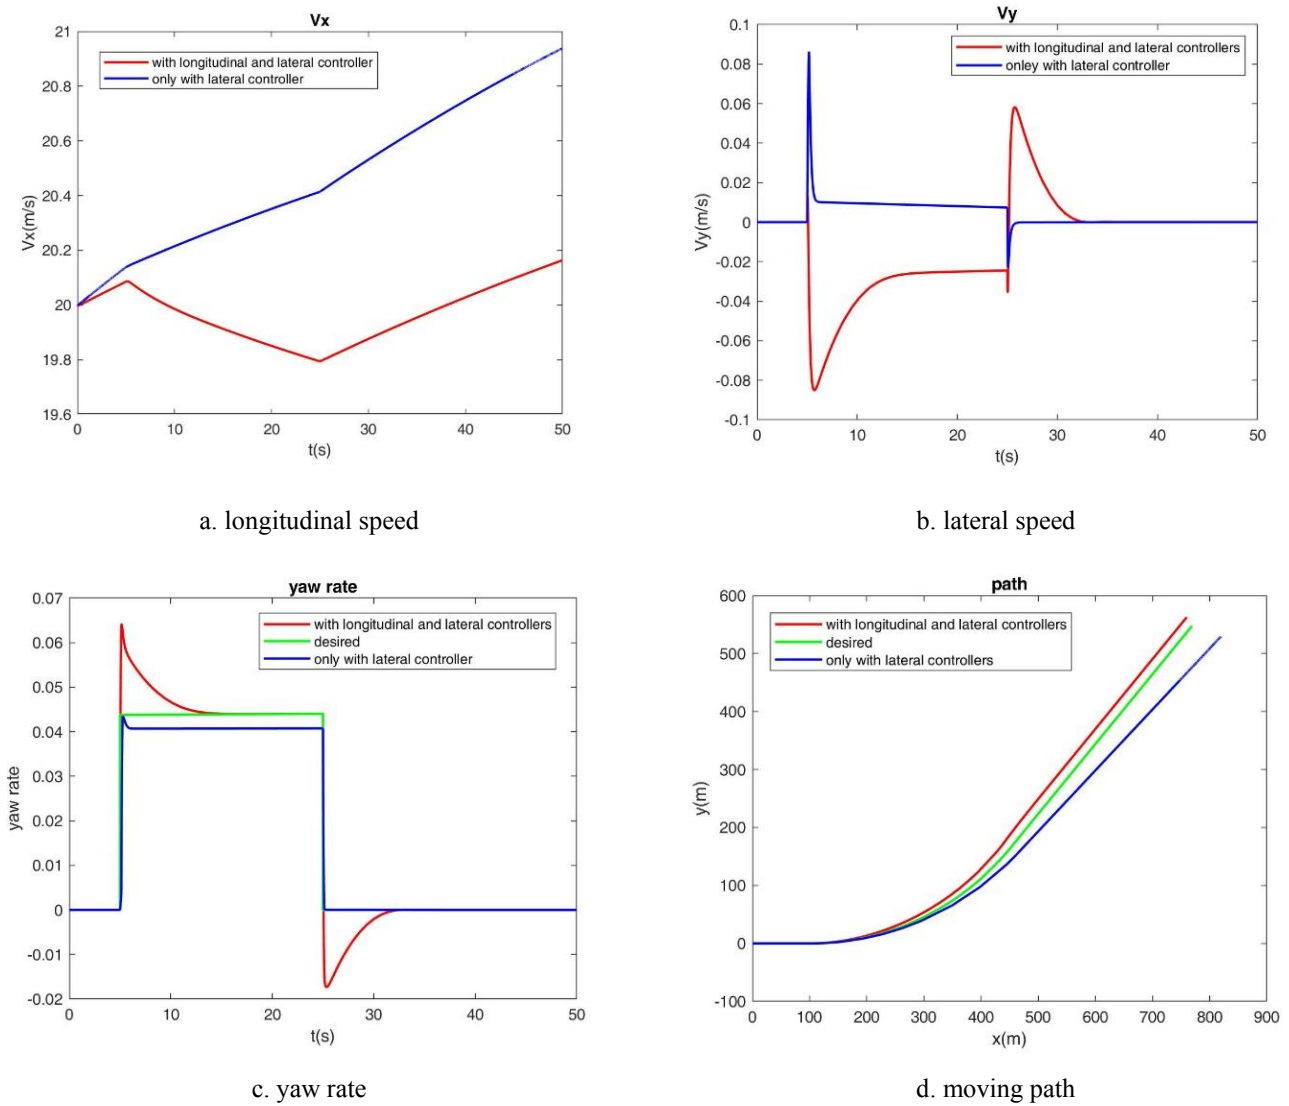 Vx
21
20.8
20.6
20.4
20.2
20
19.8
19.6
Vx(m/s)
with longitudinal and lateral controller
only with lateral controller
0 10 20 30 40 50
t(s)
a. longitudinal speed
Vy
0.1
0.08
0.06
0.04
0.02
0
-0.02
-0.04
-0.06
-0.08
-0.1
Vy(m/s)
with longitudinal and lateral controllers
onley with lateral controller
0 10 20 30 40 50
t(s)
b. lateral speed
yaw rate
0.07
0.06
0.05
0.04
0.03
0.02
0.01
0
-0.01
-0.02
yaw rate
with longitudinal and lateral controllers
desired
only with lateral controller
0 10 20 30 40 50
t(s)
c. yaw rate
path
600
500
400
300
200
100
0
-100
y(m)
with longitudinal and lateral controllers
desired
only with lateral controllers
0 100 200 300 400 500 600 700 800 900
x(m)
d. moving path